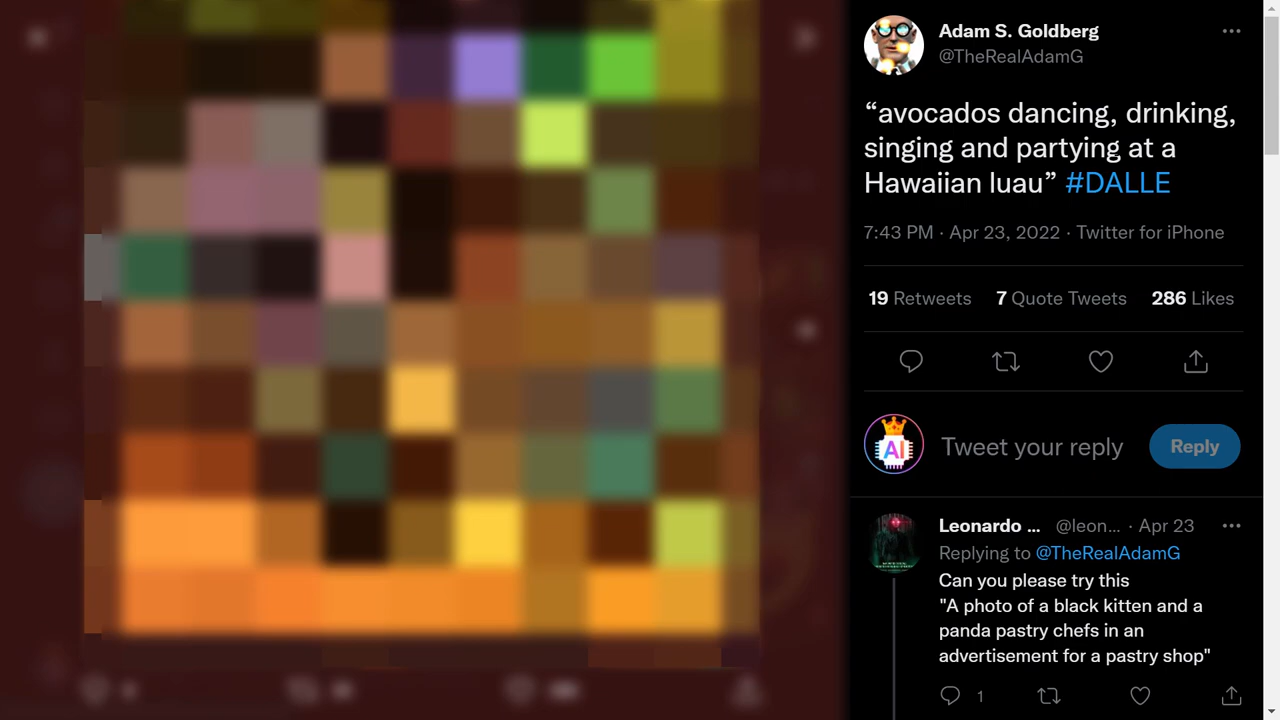 Adam S. Goldberg
@TheRealAdamG
“avocados dancing, drinking,
singing and partying at a
Hawaiian luau” #DALLE
7:43 PM · Apr 23, 2022 · Twitter for iPhone
19 Retweets 7 Quote Tweets 286 Likes
AI
Tweet your reply
Reply
Leonardo ... @leon... · Apr 23
Replying to @TheRealAdamG
Can you please try this
"A photo of a black kitten and a
panda pastry chefs in an
advertisement for a pastry shop"
1